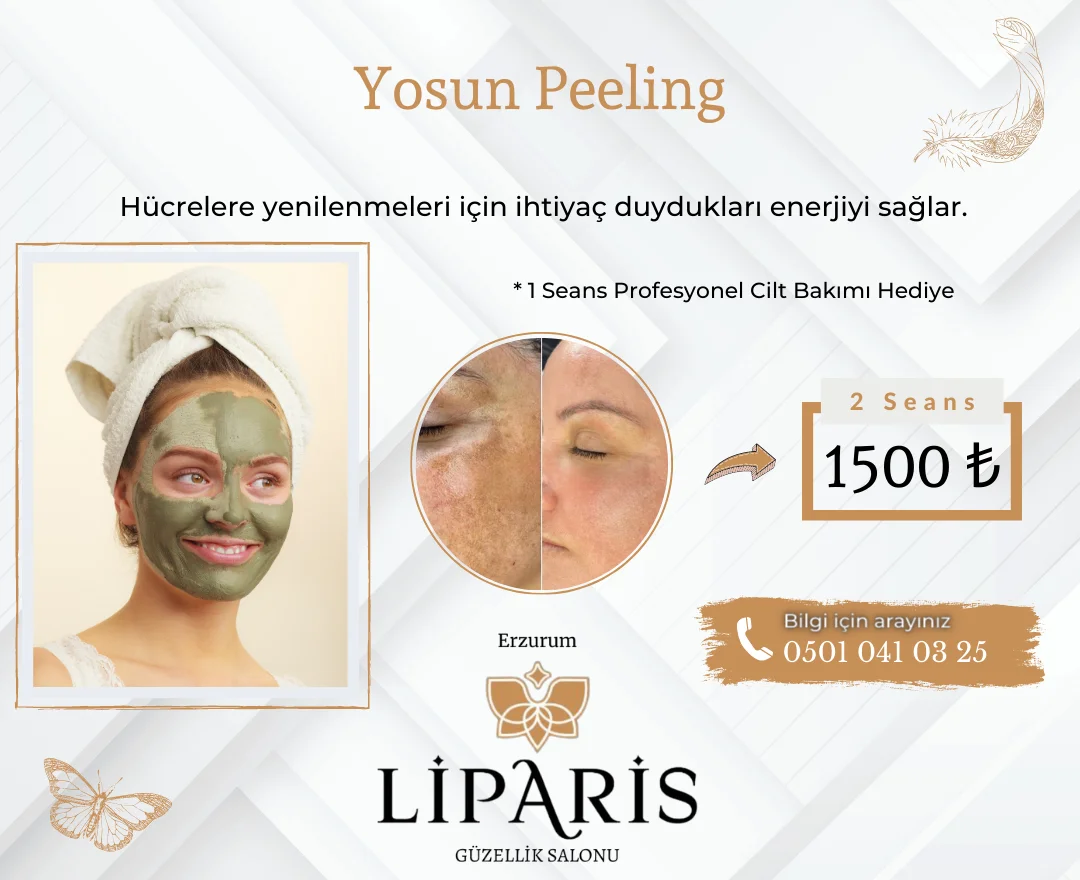 Yosun Peeling
Hücrelere yenilenmeleri için ihtiyaç duydukları enerjiyi sağlar.
* 1 Seans Profesyonel Cilt Bakımı Hediye
2 Seans
1500 ₺
Bilgi için arayınız
0501 041 03 25
Erzurum
LİPARİS
GÜZELLİK SALONU